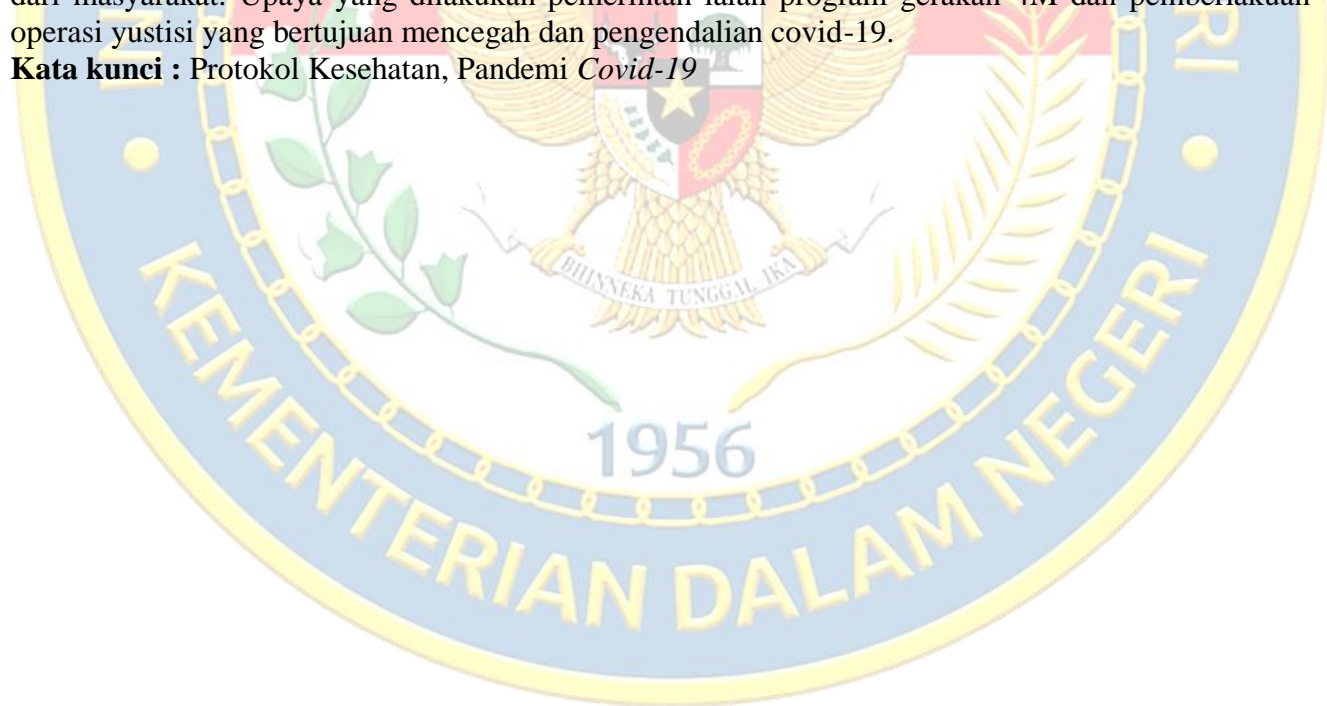 dari masyarakat. Upaya yang dilakukan pemerintah ialah program gerakan 4M dan pemberlakuan
operasi yustisi yang bertujuan mencegah dan pengendalian covid-19.
Kata kunci : Protokol Kesehatan, Pandemi Covid-19
BHINNEKA TUNGGAL IKA
1956
KEMENTERIAN DALAM NEGERI